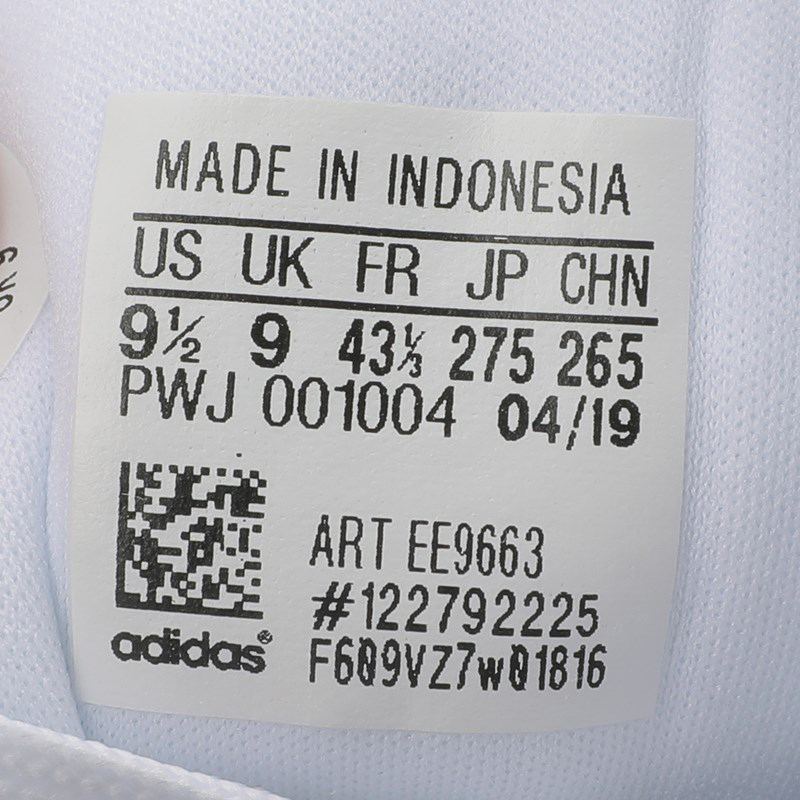 MADE IN INDONESIA
US UK FR JP CHN
9½ 9 43⅓ 275 265
PWJ 001004 04/19
ART EE9663
#122792225
adidas®
F609VZ7w01816